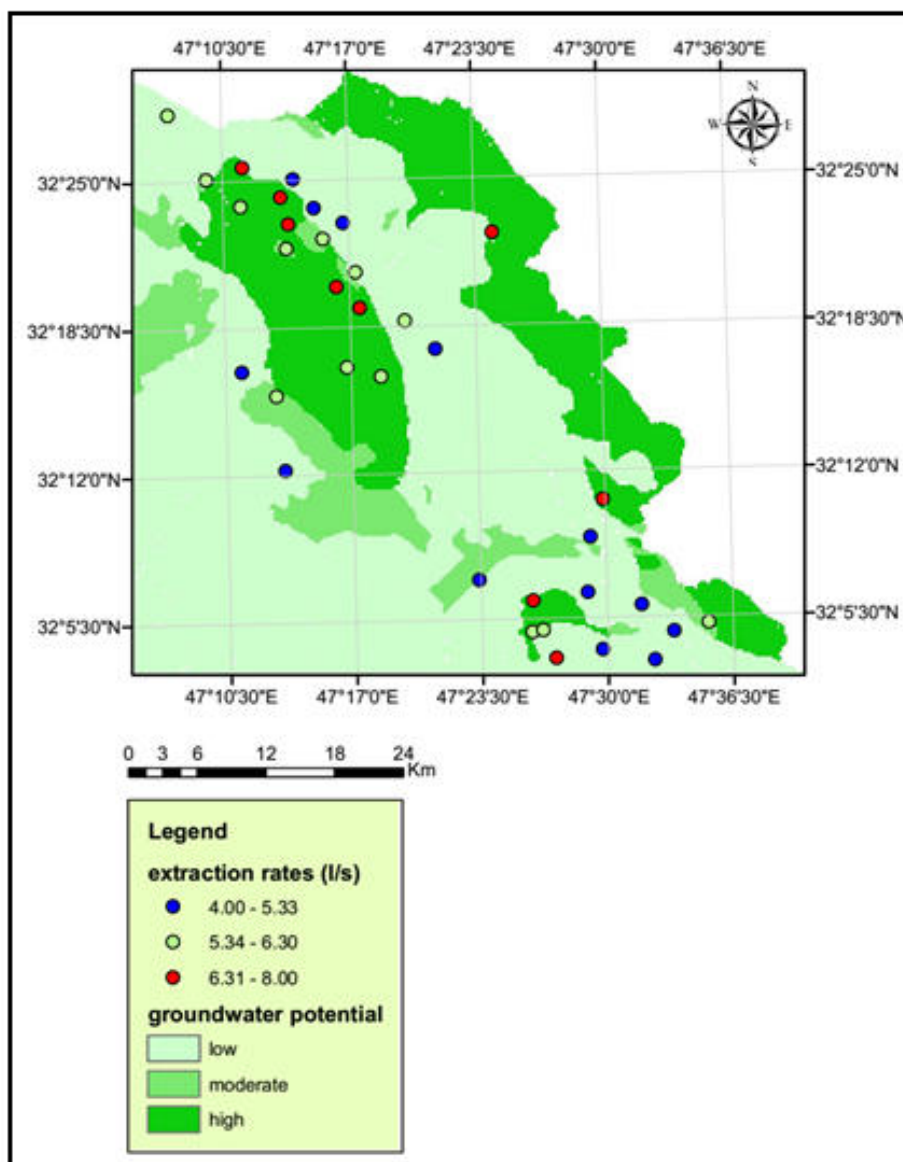 47°10'30"E 47°17'0"E 47°23'30"E 47°30'0"E 47°36'30"E
N
W E
S
32°25'0"N 32°25'0"N
32°18'30"N 32°18'30"N
32°12'0"N 32°12'0"N
32°5'30"N 32°5'30"N
47°10'30"E 47°17'0"E 47°23'30"E 47°30'0"E 47°36'30"E
0 3 6 12 18 24
Km
Legend
extraction rates (l/s)
4.00 - 5.33
5.34 - 6.30
6.31 - 8.00
groundwater potential
low
moderate
high